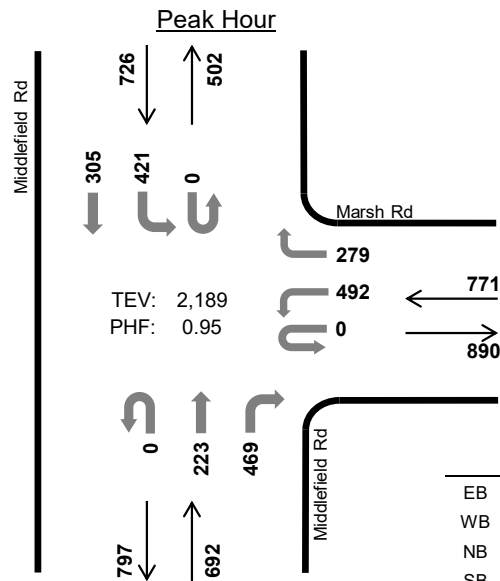 Peak Hour
Middlefield Rd
726
502
305
421
0
Marsh Rd
279
492
771
TEV: 2,189
PHF: 0.95
0
890
0
223
469
Middlefield Rd
797
692
EB
WB
NB
SB